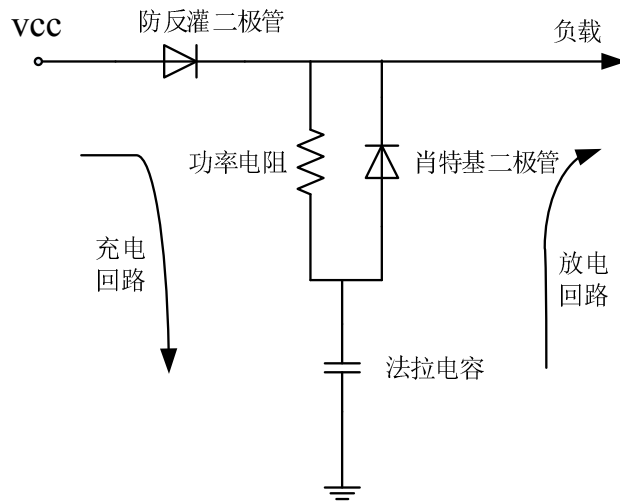 vcc
防反灌二极管
负载
功率电阻
肖特基二极管
充电
回路
放电
回路
法拉电容